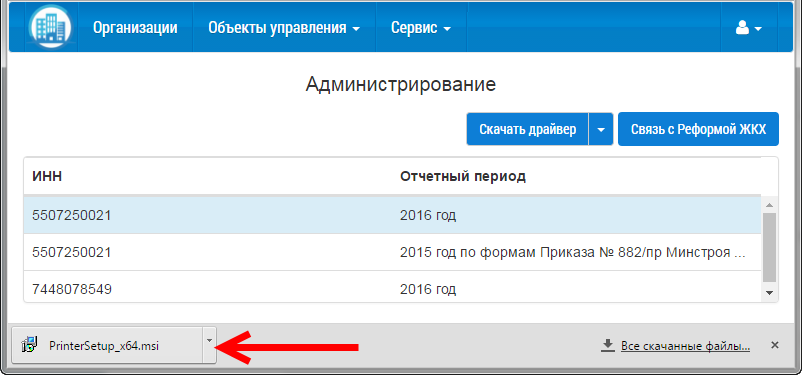 Организации Объекты управления Сервис
Администрирование
Скачать драйвер Связь с Реформой ЖКХ
ИНН Отчетный период
5507250021 2016 год
5507250021 2015 год по формам Приказа № 882/пр Минстроя ...
7448078549 2016 год
PrinterSetup_x64.msi Все скачанные файлы...